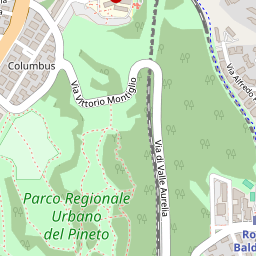 Columbus
Via Vittorio Montiglio
Via Alfredo
Via di Valle Aurelia
Parco Regionale
Urbano
del Pineto
Ro
Bald